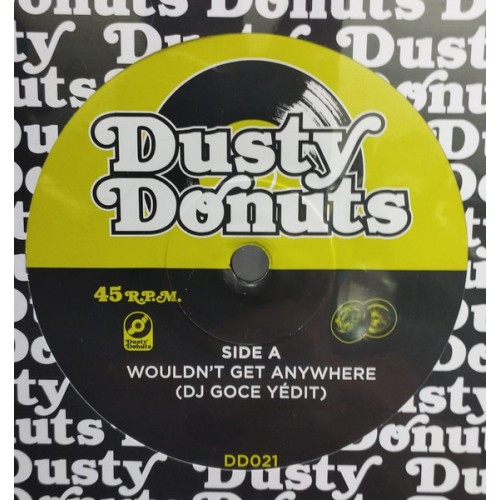 Dusty
Donuts
45 R.P.M.
Dusty
Donuts
SIDE A
WOULDN'T GET ANYWHERE
(DJ GOCE YÉDIT)
DD021